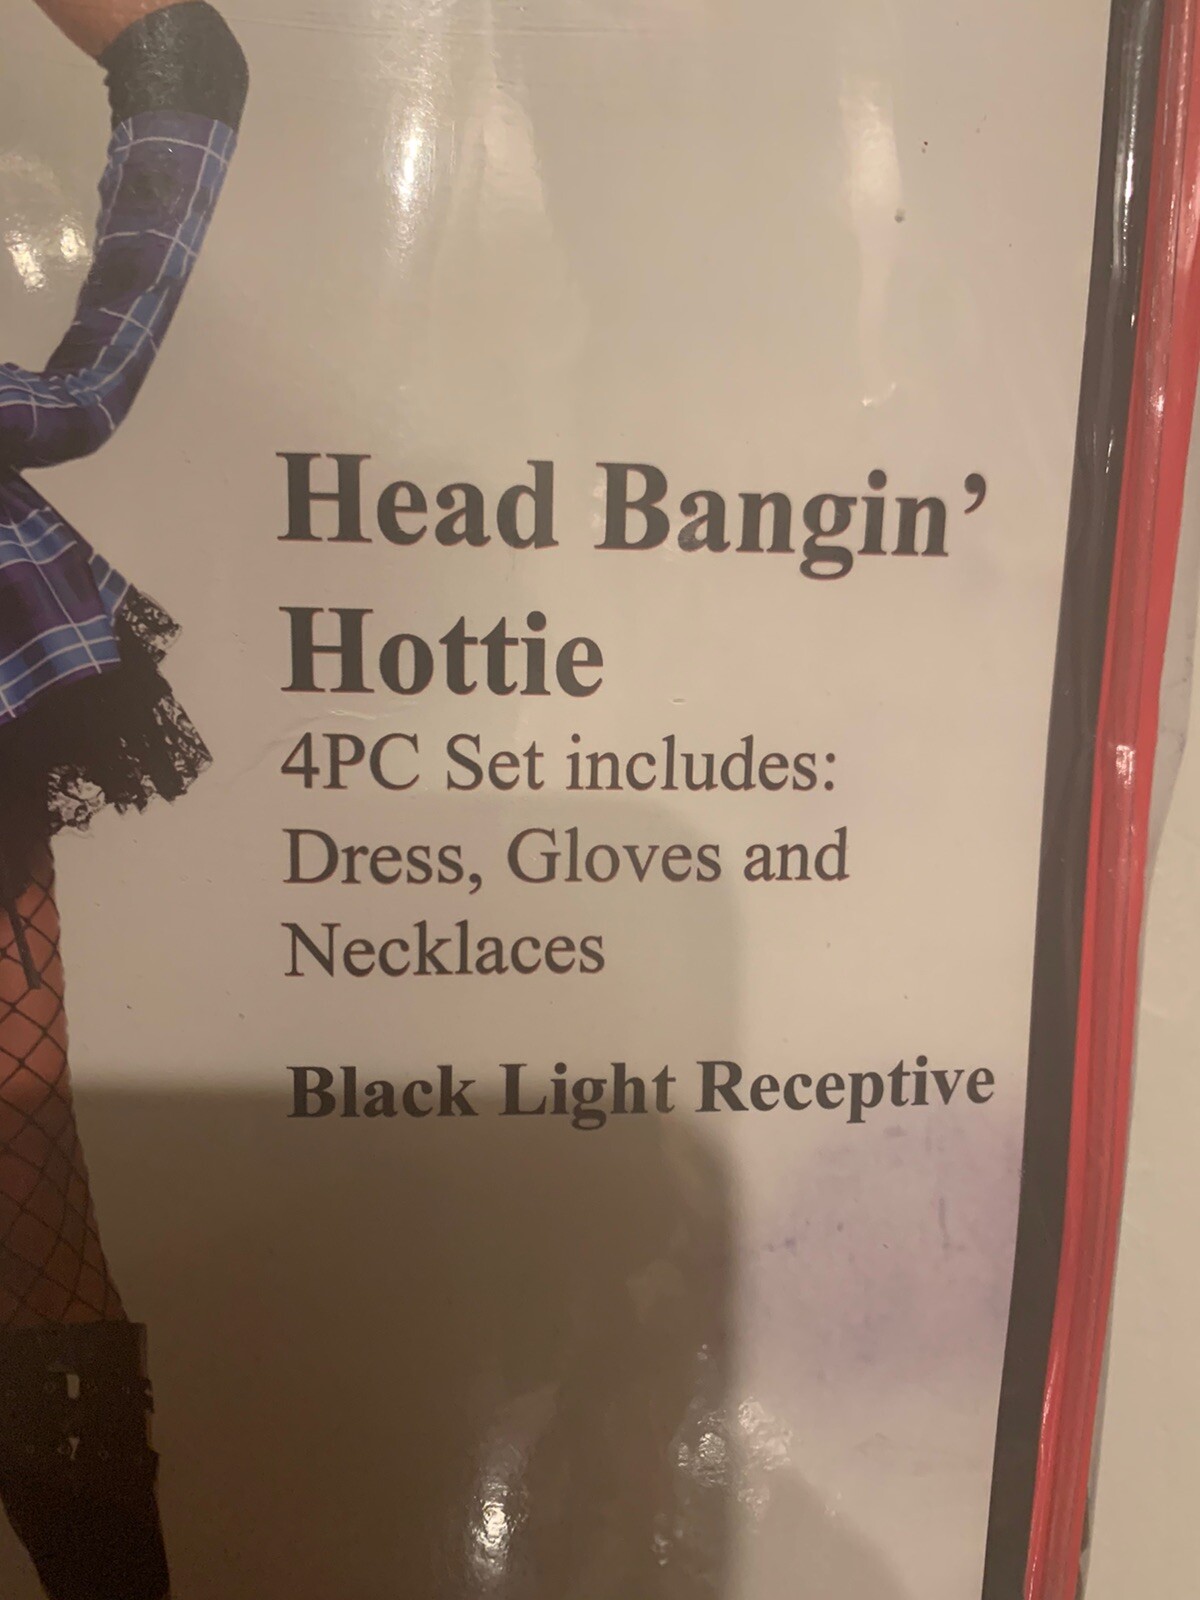 Head Bangin’
Hottie
4PC Set includes:
Dress, Gloves and
Necklaces
Black Light Receptive